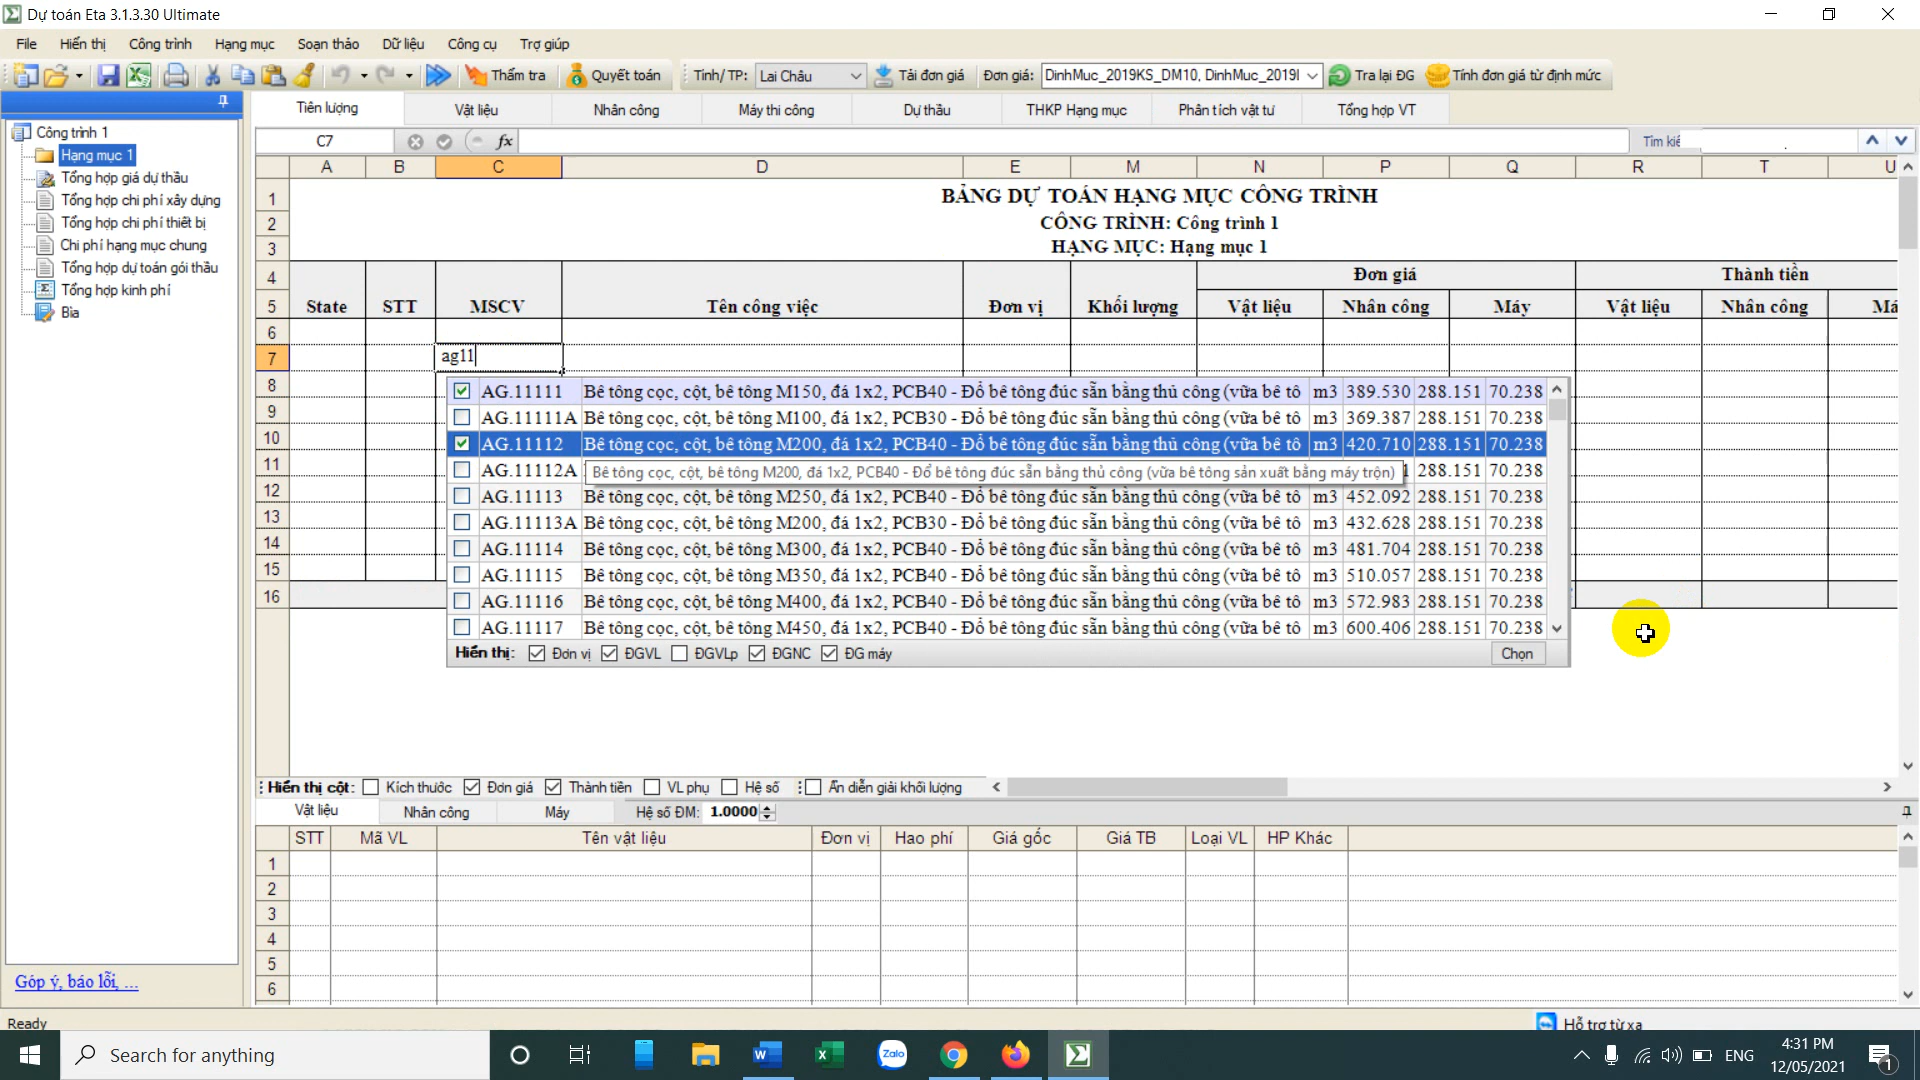 Dự toán Eta 3.1.3.30 Ultimate
File Hiển thị Công trình Hạng mục Soạn thảo Dữ liệu Công cụ Trợ giúp
Thẩm tra Quyết toán Tỉnh/ TP: Lai Châu Tải đơn giá Đơn giá: DinhMuc_2019KS_DM10, DinhMuc_2019I Tra lại ĐG Tính đơn giá từ định mức
Tiên lượng Vật liệu Nhân công Máy thi công Dự thầu THKP Hạng mục Phân tích vật tư Tổng hợp VT
C7 fx Tìm kiế
Công trình 1
Hạng mục 1
Tổng hợp giá dự thầu
Tổng hợp chi phí xây dựng
Tổng hợp chi phí thiết bị
Chi phí hạng mục chung
Tổng hợp dự toán gói thầu
Tổng hợp kinh phí
Bìa
Góp ý, báo lỗi, ...
A B C D E M N P Q R T U
1 BẢNG DỰ TOÁN HẠNG MỤC CÔNG TRÌNH
2 CÔNG TRÌNH: Công trình 1
3 HẠNG MỤC: Hạng mục 1
4 Đơn giá Thành tiền
5 State STT MSCV Tên công việc Đơn vị Khối lượng Vật liệu Nhân công Máy Vật liệu Nhân công Má
6
7 ag11
8
9
10
11
12
13
14
15
16
AG.11111 Bê tông cọc, cột, bê tông M150, đá 1x2, PCB40 - Đổ bê tông đúc sẵn bằng thủ công (vữa bê tô m3 389.530 288.151 70.238
AG.11111A Bê tông cọc, cột, bê tông M100, đá 1x2, PCB30 - Đổ bê tông đúc sẵn bằng thủ công (vữa bê tô m3 369.387 288.151 70.238
AG.11112 Bê tông cọc, cột, bê tông M200, đá 1x2, PCB40 - Đổ bê tông đúc sẵn bằng thủ công (vữa bê tô m3 420.710 288.151 70.238
AG.11112A Bê tông cọc, cột, bê tông M200, đá 1x2, PCB40 - Đổ bê tông đúc sẵn bằng thủ công (vữa bê tông sản xuất bằng máy trộn) 288.151 70.238
AG.11113 Bê tông cọc, cột, bê tông M250, đá 1x2, PCB40 - Đổ bê tông đúc sẵn bằng thủ công (vữa bê tô m3 452.092 288.151 70.238
AG.11113A Bê tông cọc, cột, bê tông M200, đá 1x2, PCB30 - Đổ bê tông đúc sẵn bằng thủ công (vữa bê tô m3 432.628 288.151 70.238
AG.11114 Bê tông cọc, cột, bê tông M300, đá 1x2, PCB40 - Đổ bê tông đúc sẵn bằng thủ công (vữa bê tô m3 481.704 288.151 70.238
AG.11115 Bê tông cọc, cột, bê tông M350, đá 1x2, PCB40 - Đổ bê tông đúc sẵn bằng thủ công (vữa bê tô m3 510.057 288.151 70.238
AG.11116 Bê tông cọc, cột, bê tông M400, đá 1x2, PCB40 - Đổ bê tông đúc sẵn bằng thủ công (vữa bê tô m3 572.983 288.151 70.238
AG.11117 Bê tông cọc, cột, bê tông M450, đá 1x2, PCB40 - Đổ bê tông đúc sẵn bằng thủ công (vữa bê tô m3 600.406 288.151 70.238
Hiển thị: Đơn vị ĐGVL ĐGVLp ĐGNC ĐG máy Chọn
Hiển thị cột: Kích thước Đơn giá Thành tiền VL phụ Hệ số Ẩn diễn giải khối lượng
Vật liệu Nhân công Máy Hệ số ĐM: 1.0000
STT Mã VL Tên vật liệu Đơn vị Hao phí Giá gốc Giá TB Loại VL HP Khác
1
2
3
4
5
6
Ready Hỗ trợ từ xa
Search for anything Zalo ENG 4:31 PM
12/05/2021 1